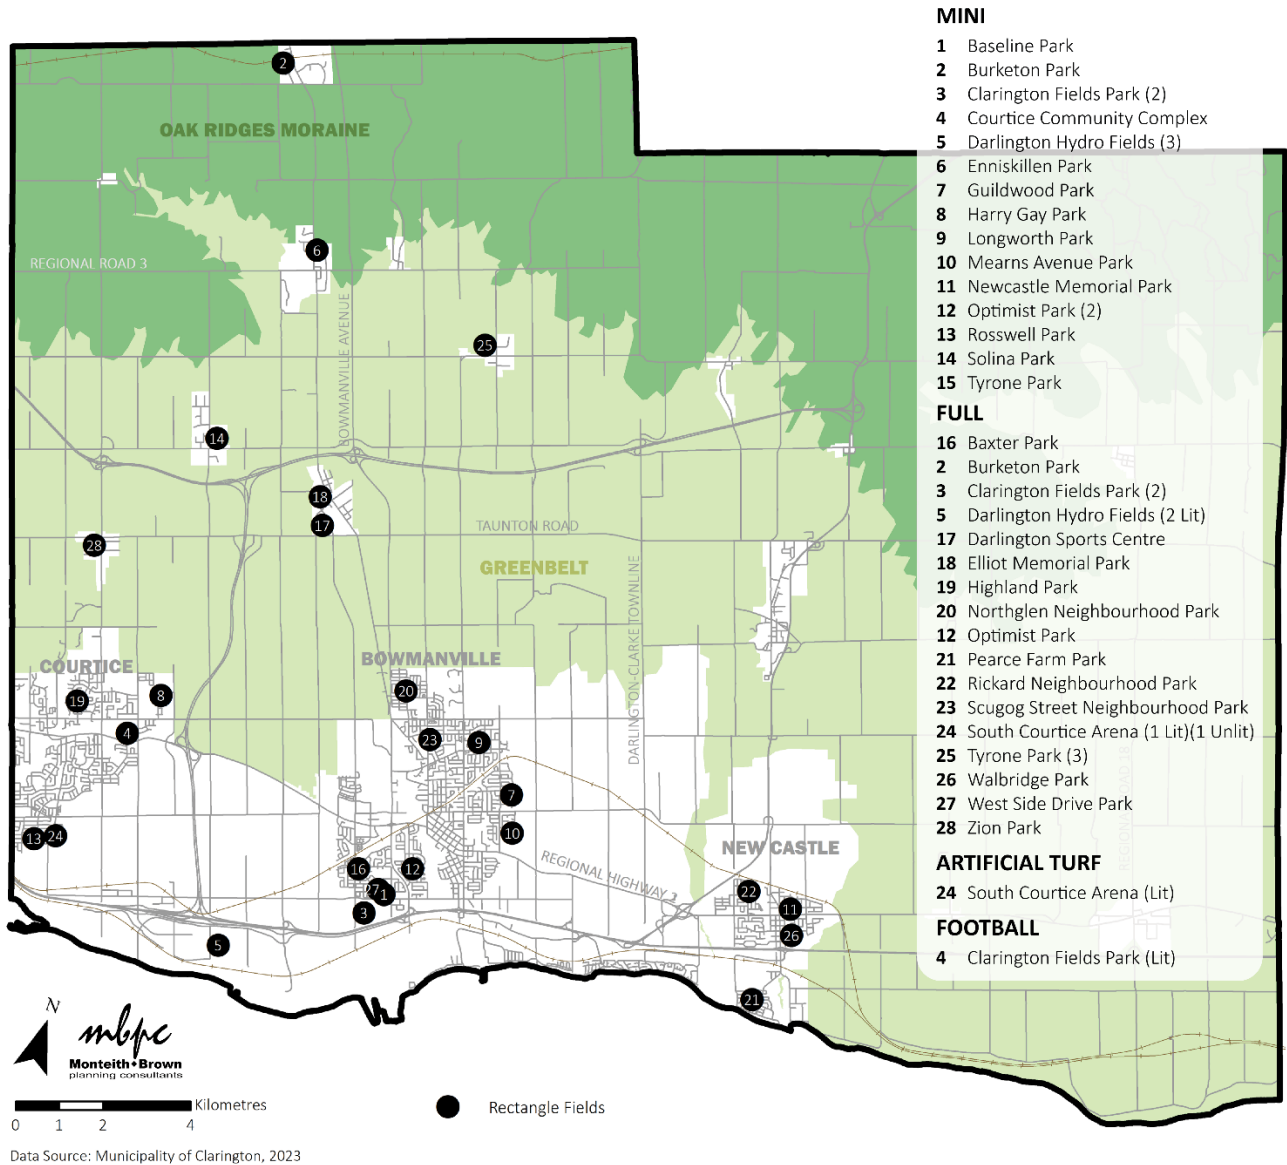 MINI
1 Baseline Park
2 Burketon Park
3 Clarington Fields Park (2)
4 Courtice Community Complex
5 Darlington Hydro Fields (3)
6 Enniskillen Park
7 Guildwood Park
8 Harry Gay Park
9 Longworth Park
10 Mearns Avenue Park
11 Newcastle Memorial Park
12 Optimist Park (2)
13 Rosswell Park
14 Solina Park
15 Tyrone Park
FULL
16 Baxter Park
2 Burketon Park
3 Clarington Fields Park (2)
5 Darlington Hydro Fields (2 Lit)
17 Darlington Sports Centre
18 Elliot Memorial Park
19 Highland Park
20 Northglen Neighbourhood Park
12 Optimist Park
21 Pearce Farm Park
22 Rickard Neighbourhood Park
23 Scugog Street Neighbourhood Park
24 South Courtice Arena (1 Lit)(1 Unlit)
25 Tyrone Park (3)
26 Walbridge Park
27 West Side Drive Park
28 Zion Park
ARTIFICIAL TURF
24 South Courtice Arena (Lit)
FOOTBALL
4 Clarington Fields Park (Lit)
2
OAK RIDGES MORAINE
6
REGIONAL ROAD 3
BOWMANVILLE AVENUE
25
14
18
17
TAUNTON ROAD
28
GREENBELT
DARLINGTON-CLARKE TOWNLINE
REGIONAL ROAD 18
COURTICE
BOWMANVILLE
19
8
20
4
23
9
7
13
24
10
NEW CASTLE
16
12
REGIONAL HIGHWAY 2
27
1
22
3
11
26
5
21
N
mbpc
Monteith+Brown
planning consultants
Kilometres
0 1 2 4
Rectangle Fields
Data Source: Municipality of Clarington, 2023